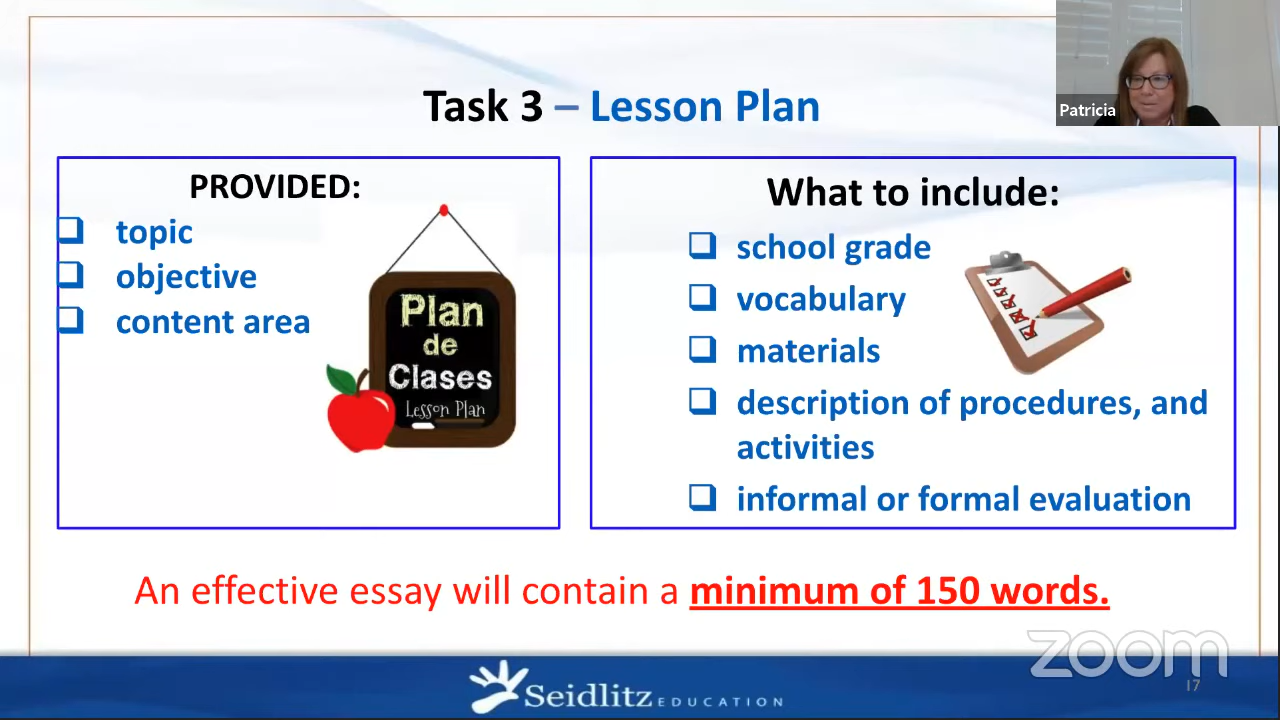 Patricia
Task 3 – Lesson Plan
PROVIDED:
topic
objective
content area
Plan
de
Clases
Lesson Plan
What to include:
school grade
vocabulary
materials
description of procedures, and
activities
informal or formal evaluation
An effective essay will contain a minimum of 150 words.
zoom
17
Seidlitz EDUCATION